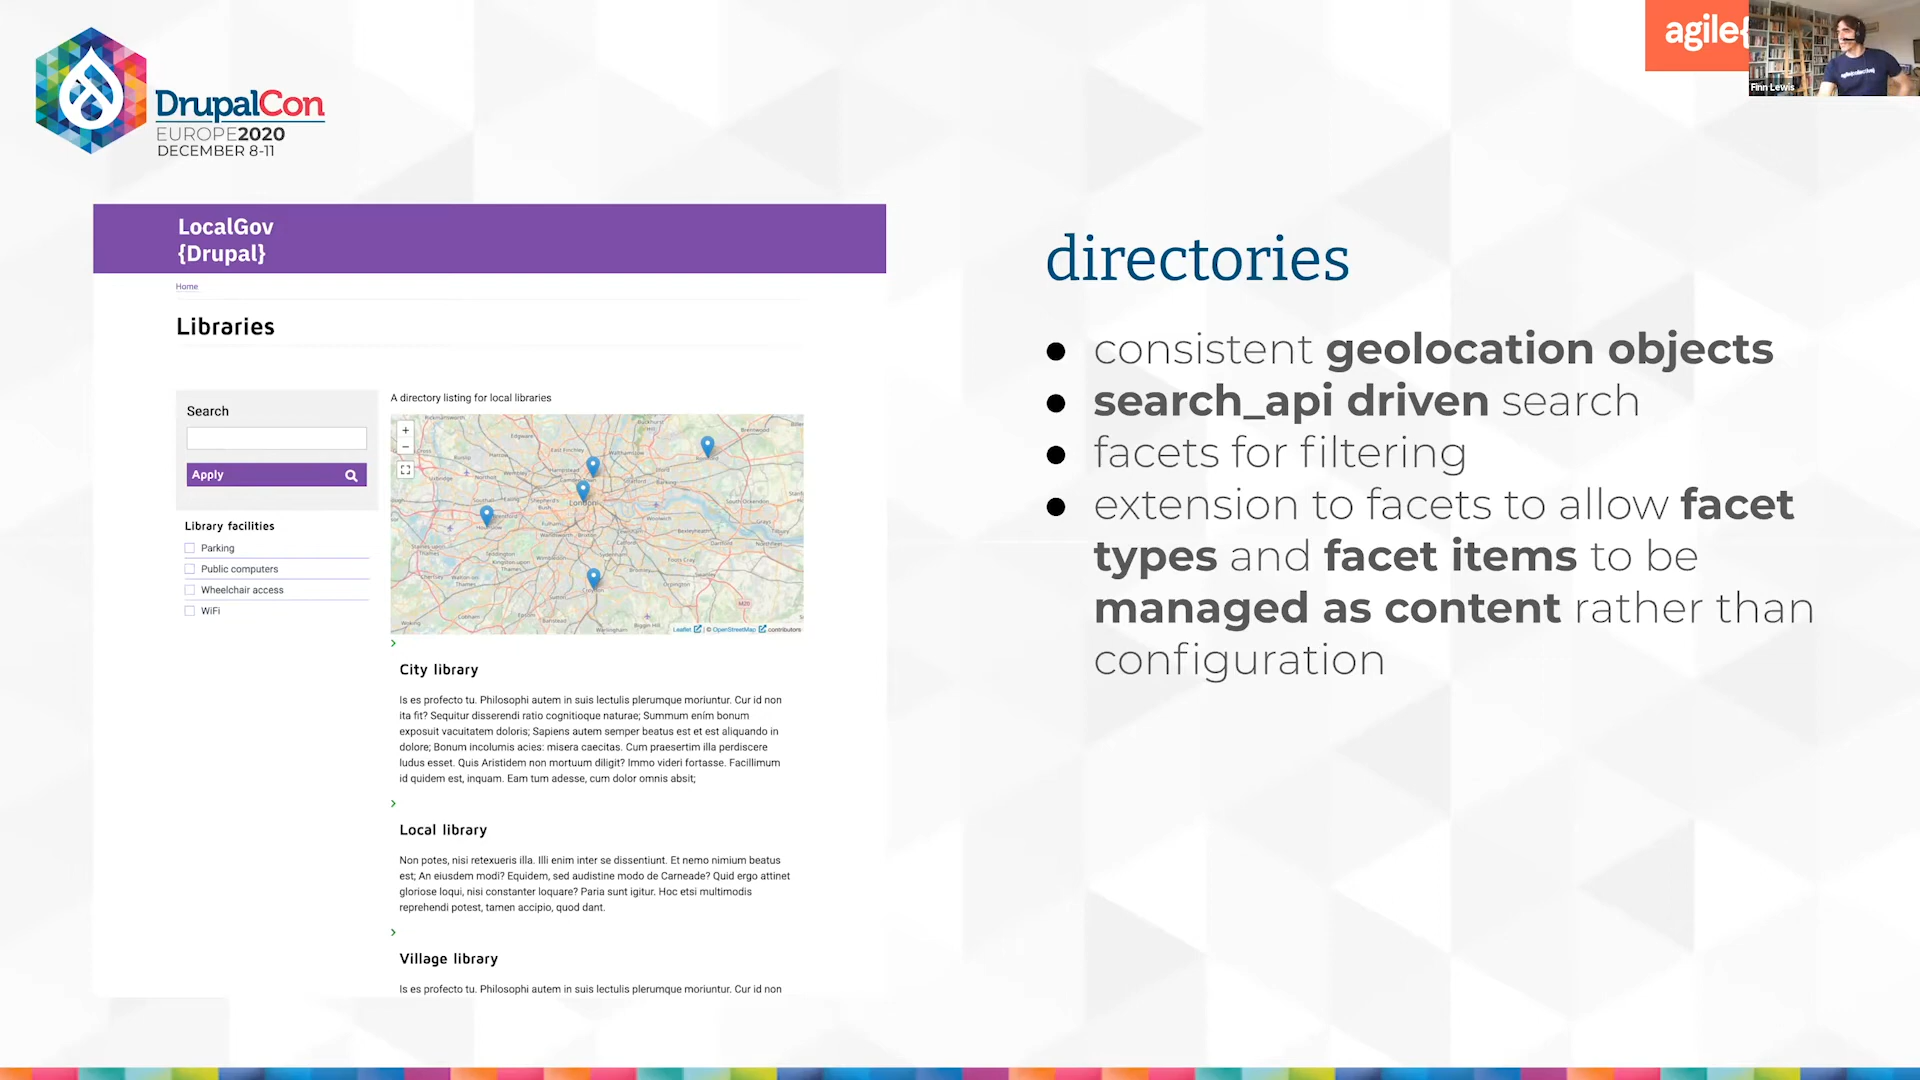 DrupalCon
EUROPE2020
DECEMBER 8-11
agile{
Finn Lewis
LocalGov
{Drupal}
Home
Libraries
Search
Apply
Library facilities
Parking
Public computers
Wheelchair access
WiFi
A directory listing for local libraries
+
−
London
Leaflet | © OpenStreetMap contributors
City library
Is es profecto tu. Philosophi autem in suis lectulis plerumque moriuntur. Cur id non
ita fit? Sequitur disserendi ratio cognitioque naturae; Summum ením bonum
exposuit vacuitatem doloris; Sapiens autem semper beatus est et est aliquando in
dolore; Bonum incolumis acies: misera caecitas. Cum praesertim illa perdiscere
ludus esset. Quis Aristidem non mortuum diligit? Immo videri fortasse. Facillimum
id quidem est, inquam. Eam tum adesse, cum dolor omnis absit;
Local library
Non potes, nisi retexueris illa. Illi enim inter se dissentiunt. Et nemo nimium beatus
est; An eiusdem modi? Equidem, sed audistine modo de Carneade? Quid ergo attinet
gloriose loqui, nisi constanter loquare? Paria sunt igitur. Hoc etsi multimodis
reprehendi potest, tamen accipio, quod dant.
Village library
Is es profecto tu. Philosophi autem in suis lectulis plerumque moriuntur. Cur id non
directories
● consistent geolocation objects
● search_api driven search
● facets for filtering
● extension to facets to allow facet
types and facet items to be
managed as content rather than
configuration